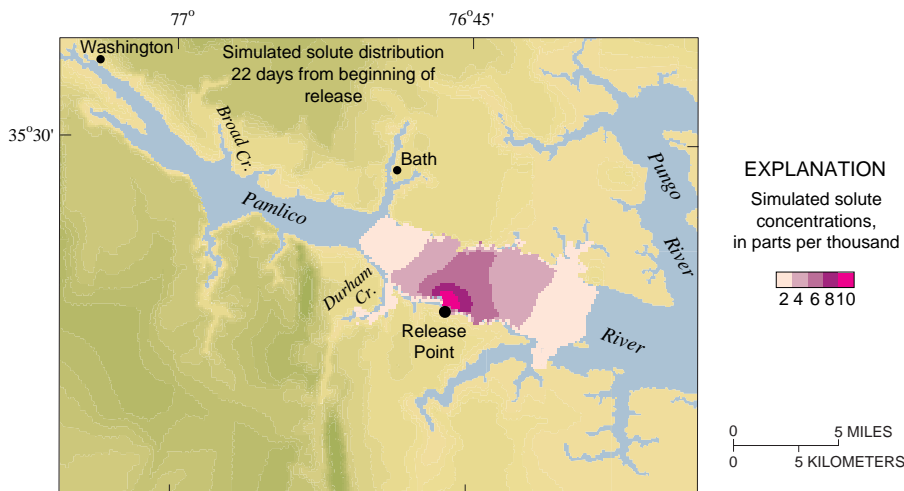 77°
76°45'
Washington
Simulated solute distribution
22 days from beginning of
release
35°30'
Broad Cr.
Bath
Pungo
River
Pamlico
Durham
Cr.
Release
Point
River
EXPLANATION
Simulated solute
concentrations,
in parts per thousand
2 4 6 8 10
0 5 MILES
0 5 KILOMETERS